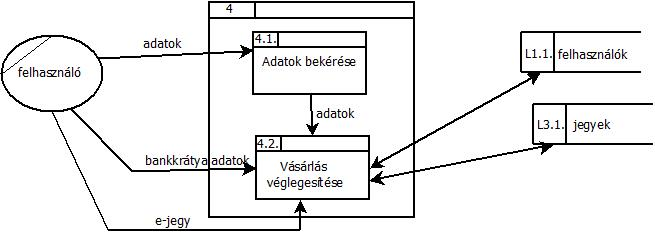 4
4.1.
Adatok bekérése
adatok
felhasználó
L1.1.
felhasználók
adatok
L3.1.
jegyek
4.2.
Vásárlás
véglegesítése
bankkrátya adatok
e-jegy